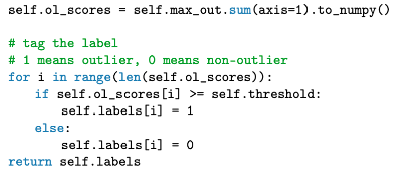 self.ol_scores = self.max_out.sum(axis=1).to_numpy()
# tag the label
# 1 means outlier, 0 means non-outlier
for i in range(len(self.ol_scores)):
    if self.ol_scores[i] >= self.threshold:
        self.labels[i] = 1
    else:
        self.labels[i] = 0
return self.labels